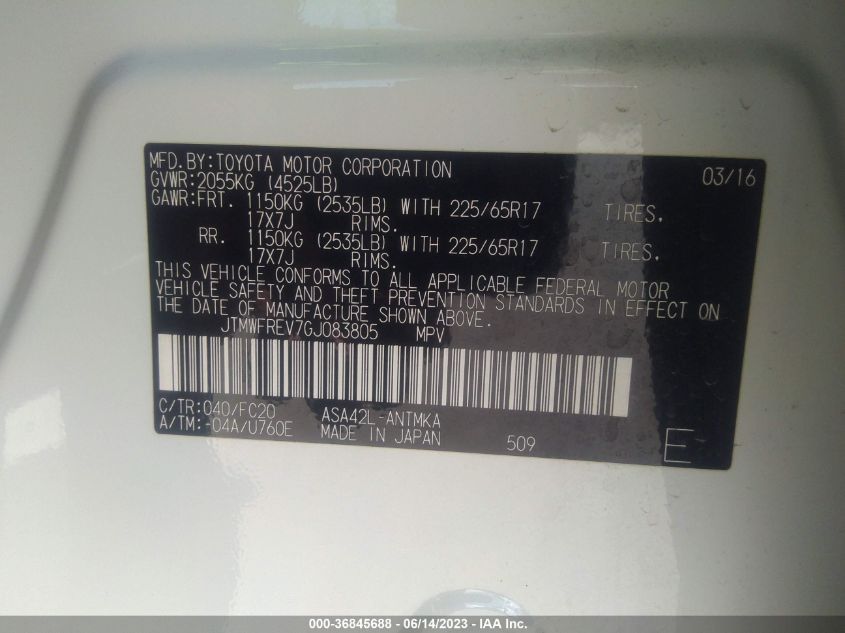 MFD.BY:TOYOTA MOTOR CORPORATION 03/16
GVWR:2055KG (4525LB)
GAWR:FRT. 1150KG (2535LB) WITH 225/65R17 TIRES,
17X7J RIMS.
RR. 1150KG (2535LB) WITH 225/65R17 TIRES,
17X7J RIMS.
THIS VEHICLE CONFORMS TO ALL APPLICABLE FEDERAL MOTOR
VEHICLE SAFETY AND THEFT PREVENTION STANDARDS IN EFFECT ON
THE DATE OF MANUFACTURE SHOWN ABOVE.
JTMWFREV7GJ083805 MPV
C/TR:040/FC20 ASA42L-ANTMKA
A/TM:-04A/U760E MADE IN JAPAN 509 E
000-36845688 - 06/14/2023 - IAA Inc.